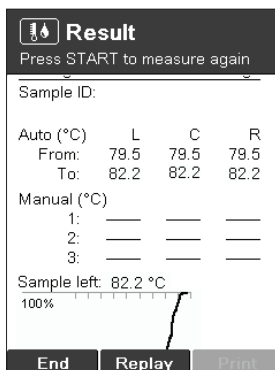 Result
Press START to measure again
Sample ID:
Auto (°C) L C R
From: 79.5 79.5 79.5
To: 82.2 82.2 82.2
Manual (°C)
1:
2:
3:
Sample left: 82.2 °C
100%
End Replay Print